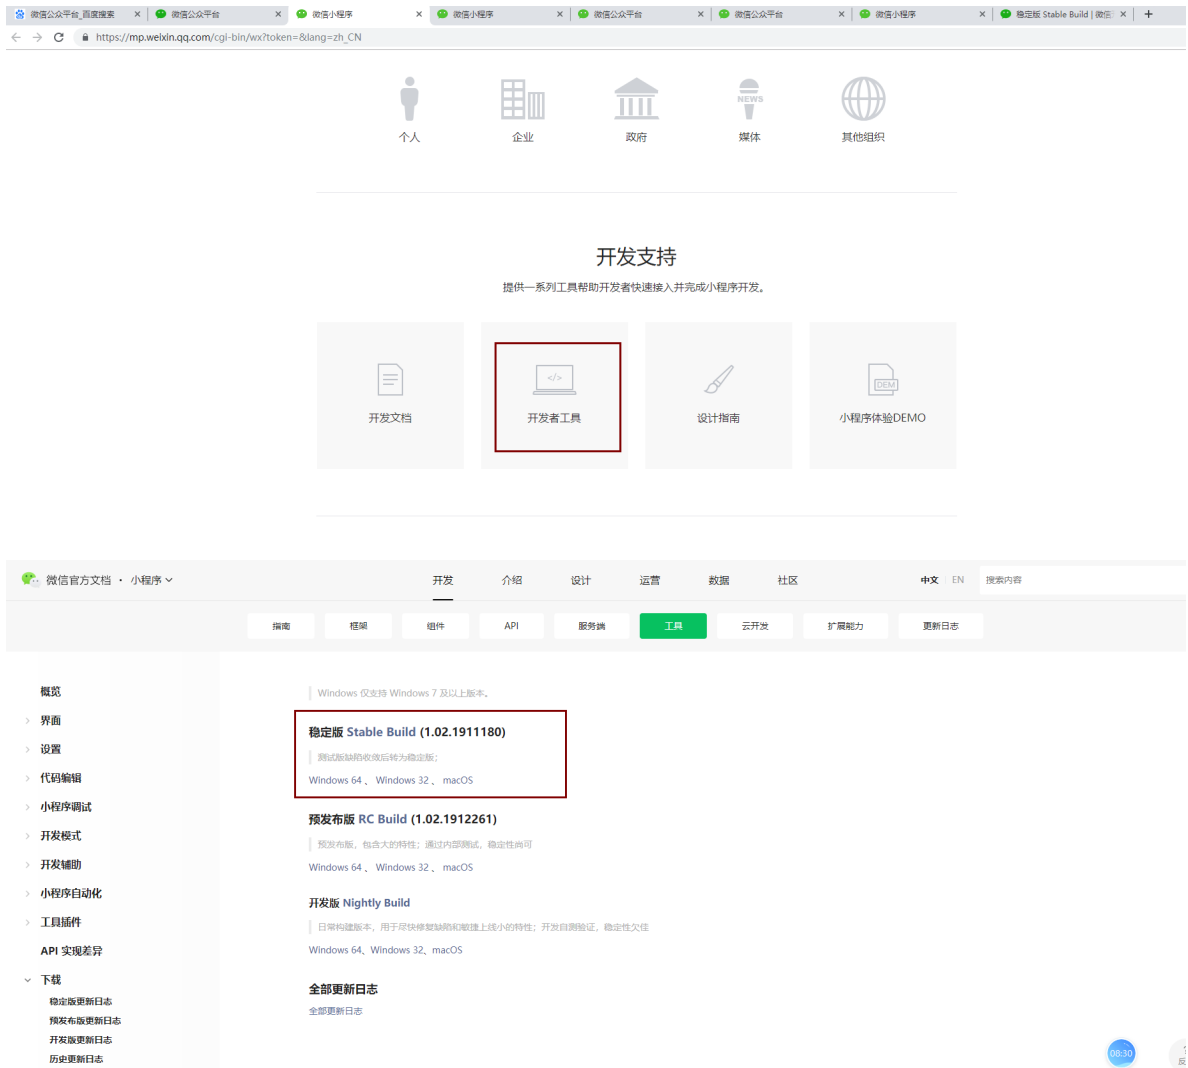 微信公众平台_百度搜索
微信公众平台
微信小程序
微信小程序
微信公众平台
微信公众平台
微信小程序
稳定版 Stable Build | 微信
https://mp.weixin.qq.com/cgi-bin/wx?token=&lang=zh_CN
NEWS
个人
企业
政府
媒体
其他组织
开发支持
提供一系列工具帮助开发者快速接入并完成小程序开发。
</>
DEM
开发文档
开发者工具
设计指南
小程序体验DEMO
微信官方文档 · 小程序
开发
介绍
设计
运营
数据
社区
中文 | EN
搜索内容
指南
框架
组件
API
服务端
工具
云开发
扩展能力
更新日志
概览
界面
设置
代码编辑
小程序调试
开发模式
开发辅助
小程序自动化
工具插件
API 实现差异
下载
稳定版更新日志
预发布版更新日志
开发版更新日志
历史更新日志
Windows 仅支持 Windows 7 及以上版本。
稳定版 Stable Build (1.02.1911180)
测试版缺陷收敛后转为稳定版；
Windows 64 、 Windows 32 、 macOS
预发布版 RC Build (1.02.1912261)
预发布版，包含大的特性；通过内部测试，稳定性尚可
Windows 64 、 Windows 32 、 macOS
开发版 Nightly Build
日常构建版本，用于尽快修复缺陷和敏捷上线小的特性；开发自测验证，稳定性欠佳
Windows 64、Windows 32、macOS
全部更新日志
全部更新日志
08:30
反